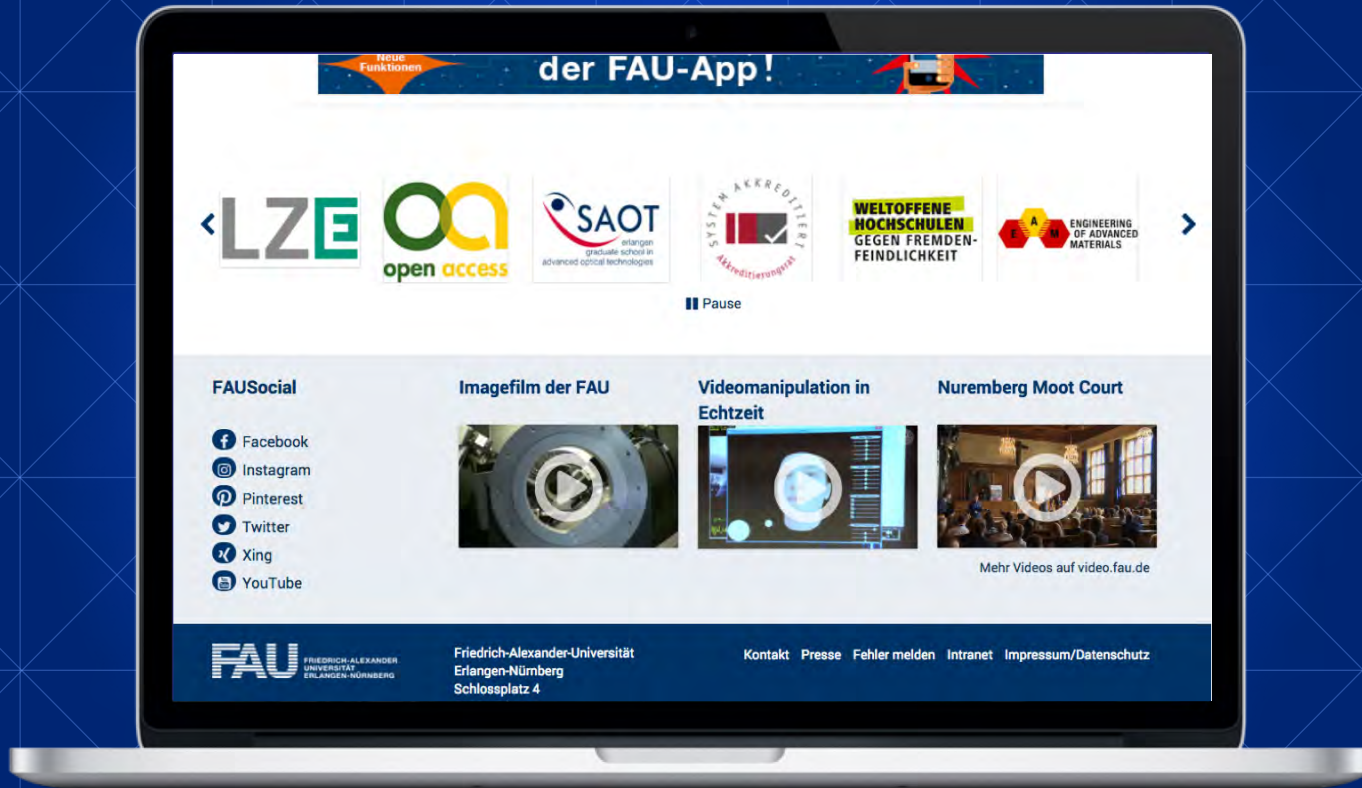 Neue
Funktionen
der FAU-App!
LZE
oa
open access
SAOT
erlangen
graduate school in
advanced optical technologies
SYSTEM AKKREDITIERT
Akkreditierungsrat
WELTOFFENE
HOCHSCHULEN
GEGEN FREMDEN-
FEINDLICHKEIT
E A M
ENGINEERING
OF ADVANCED
MATERIALS
Pause
FAUSocial
Facebook
Instagram
Pinterest
Twitter
Xing
YouTube
Imagefilm der FAU
Videomanipulation in
Echtzeit
Nuremberg Moot Court
Mehr Videos auf video.fau.de
FAU
FRIEDRICH-ALEXANDER
UNIVERSITÄT
ERLANGEN-NÜRNBERG
Friedrich-Alexander-Universität
Erlangen-Nürnberg
Schlossplatz 4
Kontakt Presse Fehler melden Intranet Impressum/Datenschutz